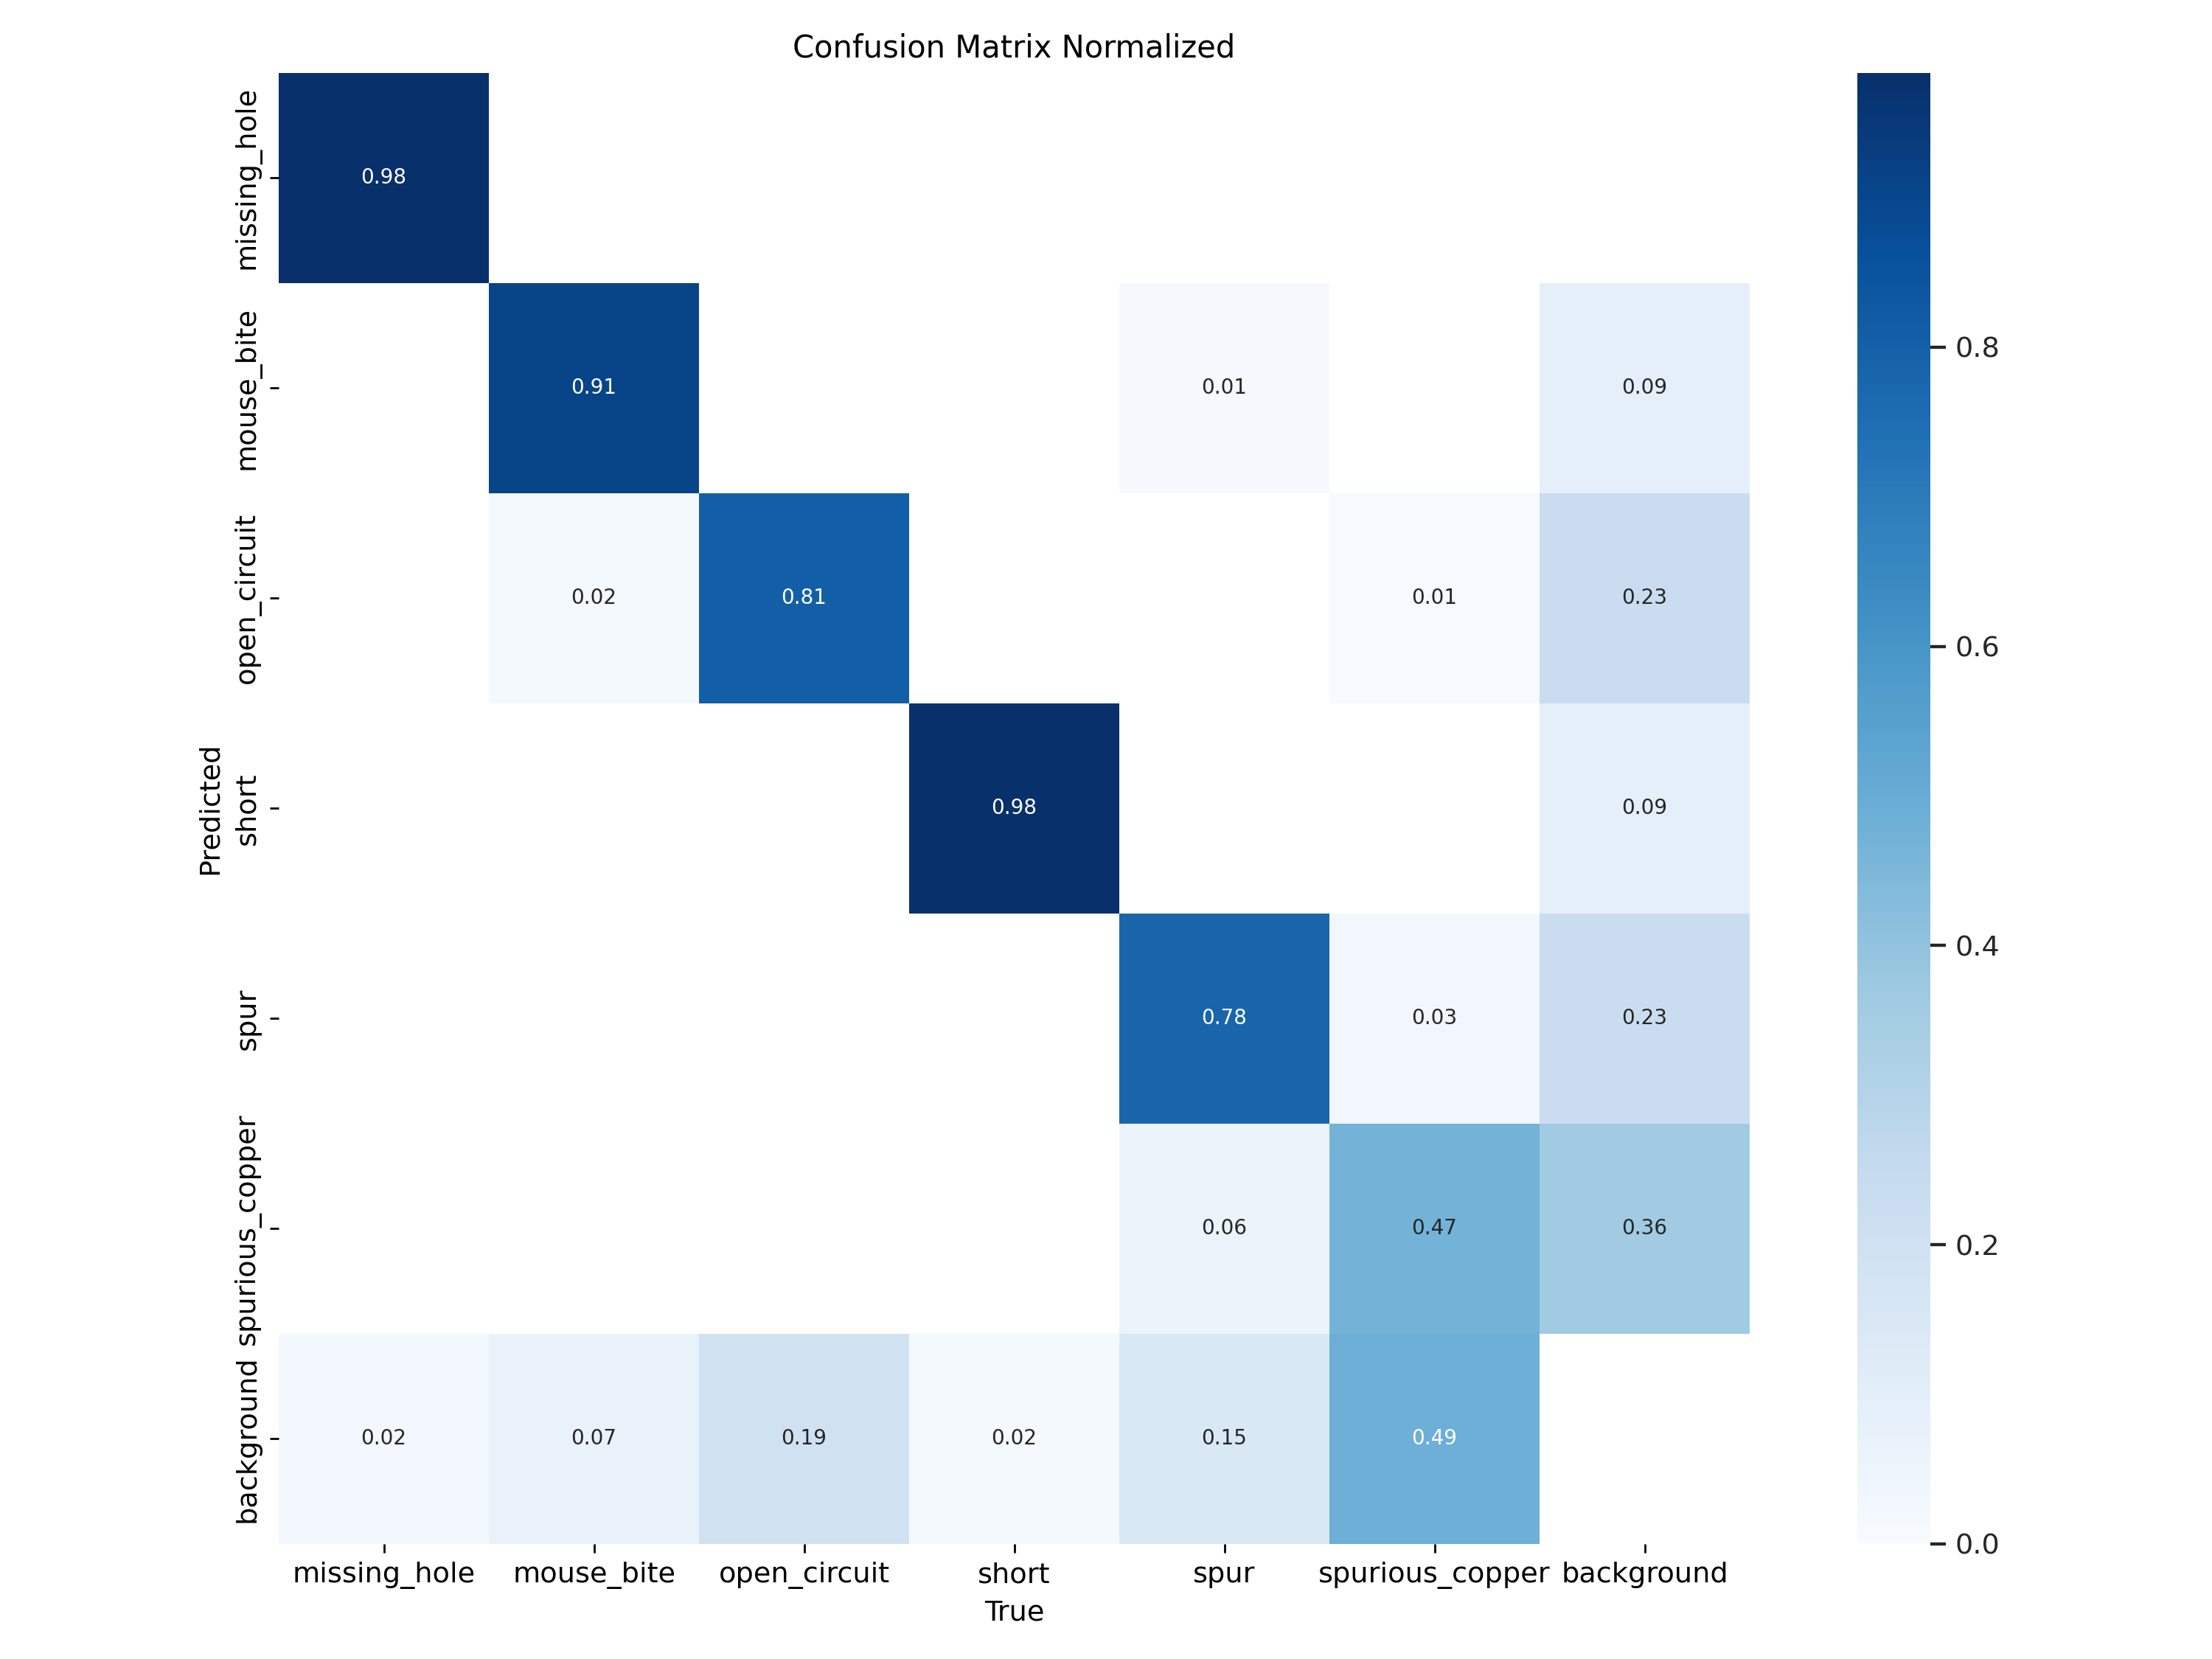 Confusion Matrix Normalized
missing_hole
0.98
mouse_bite
0.91
0.01
0.09
0.8
open_circuit
0.02
0.81
0.01
0.23
0.6
Predicted
short
0.98
0.09
0.4
spur
0.78
0.03
0.23
spurious_copper
0.06
0.47
0.36
0.2
background
0.02
0.07
0.19
0.02
0.15
0.49
0.0
missing_hole
mouse_bite
open_circuit
short
spur
spurious_copper
background
True